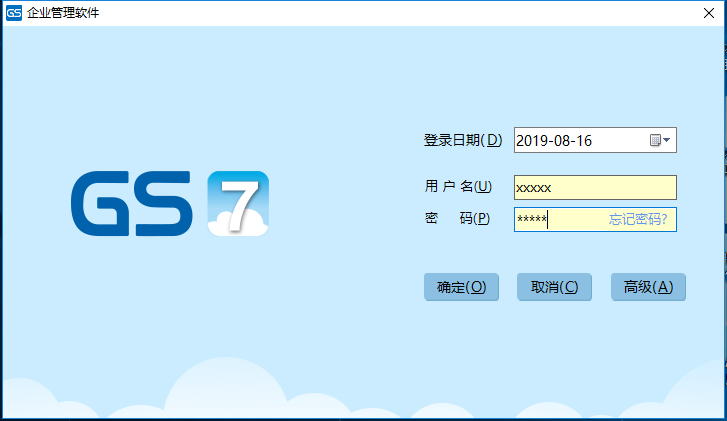 GS 企业管理软件
登录日期(D) 2019-08-16
GS 7
用户名(U) xxxxx
密 码(P) ***** 忘记密码?
确定(O) 取消(C) 高级(A)